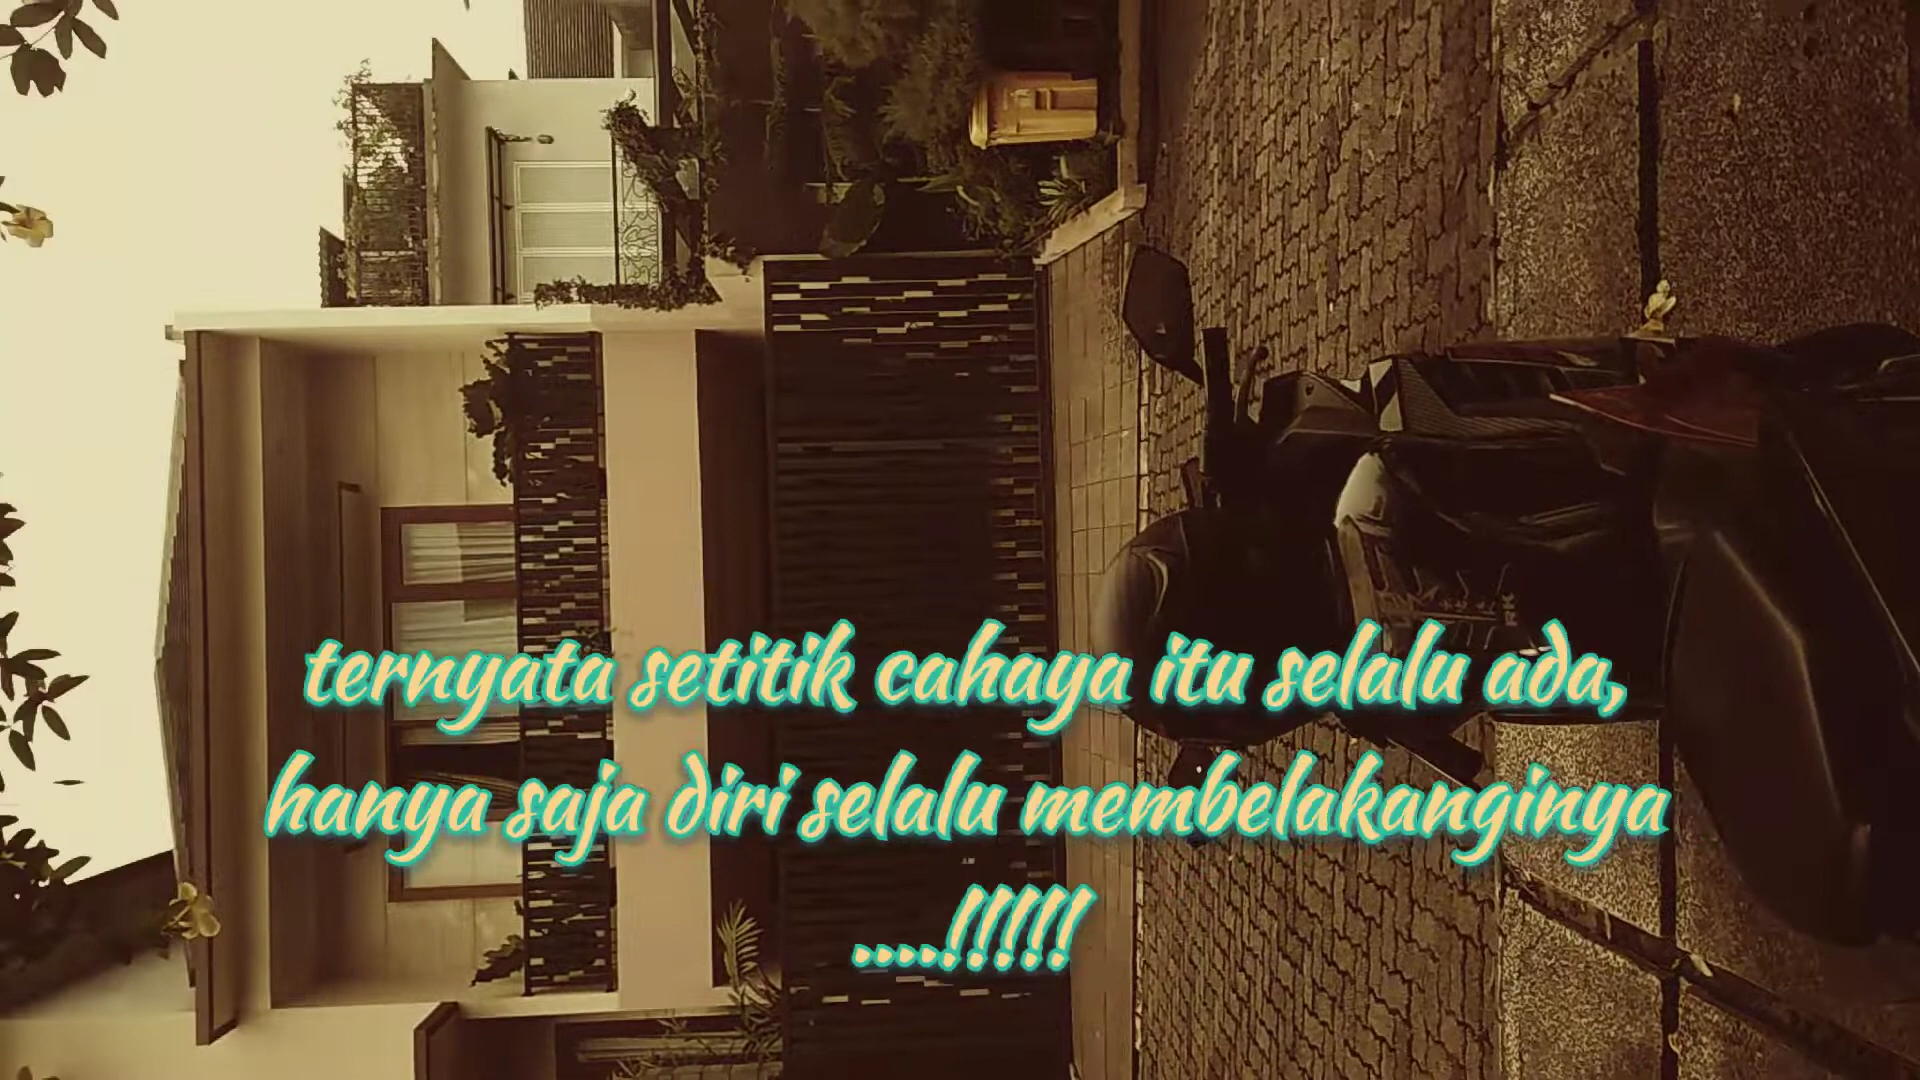 ternyata setitik cahaya itu selalu ada,
hanya saja diri selalu membelakanginya
....!!!!!